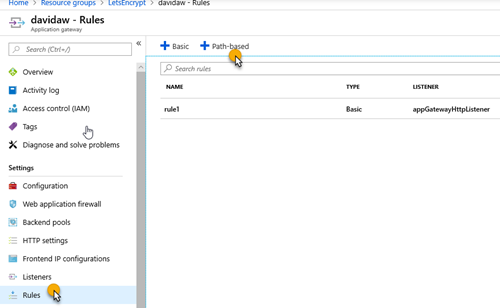 Home > Resource groups > LetsEncrypt > davidaw - Rules
davidaw - Rules
Application gateway
Search (Ctrl+/)
«
Overview
Activity log
Access control (IAM)
Tags
Diagnose and solve problems
Settings
Configuration
Web application firewall
Backend pools
HTTP settings
Frontend IP configurations
Listeners
Rules
+ Basic + Path-based
Search rules
NAME TYPE LISTENER
rule1 Basic appGatewayHttpListener